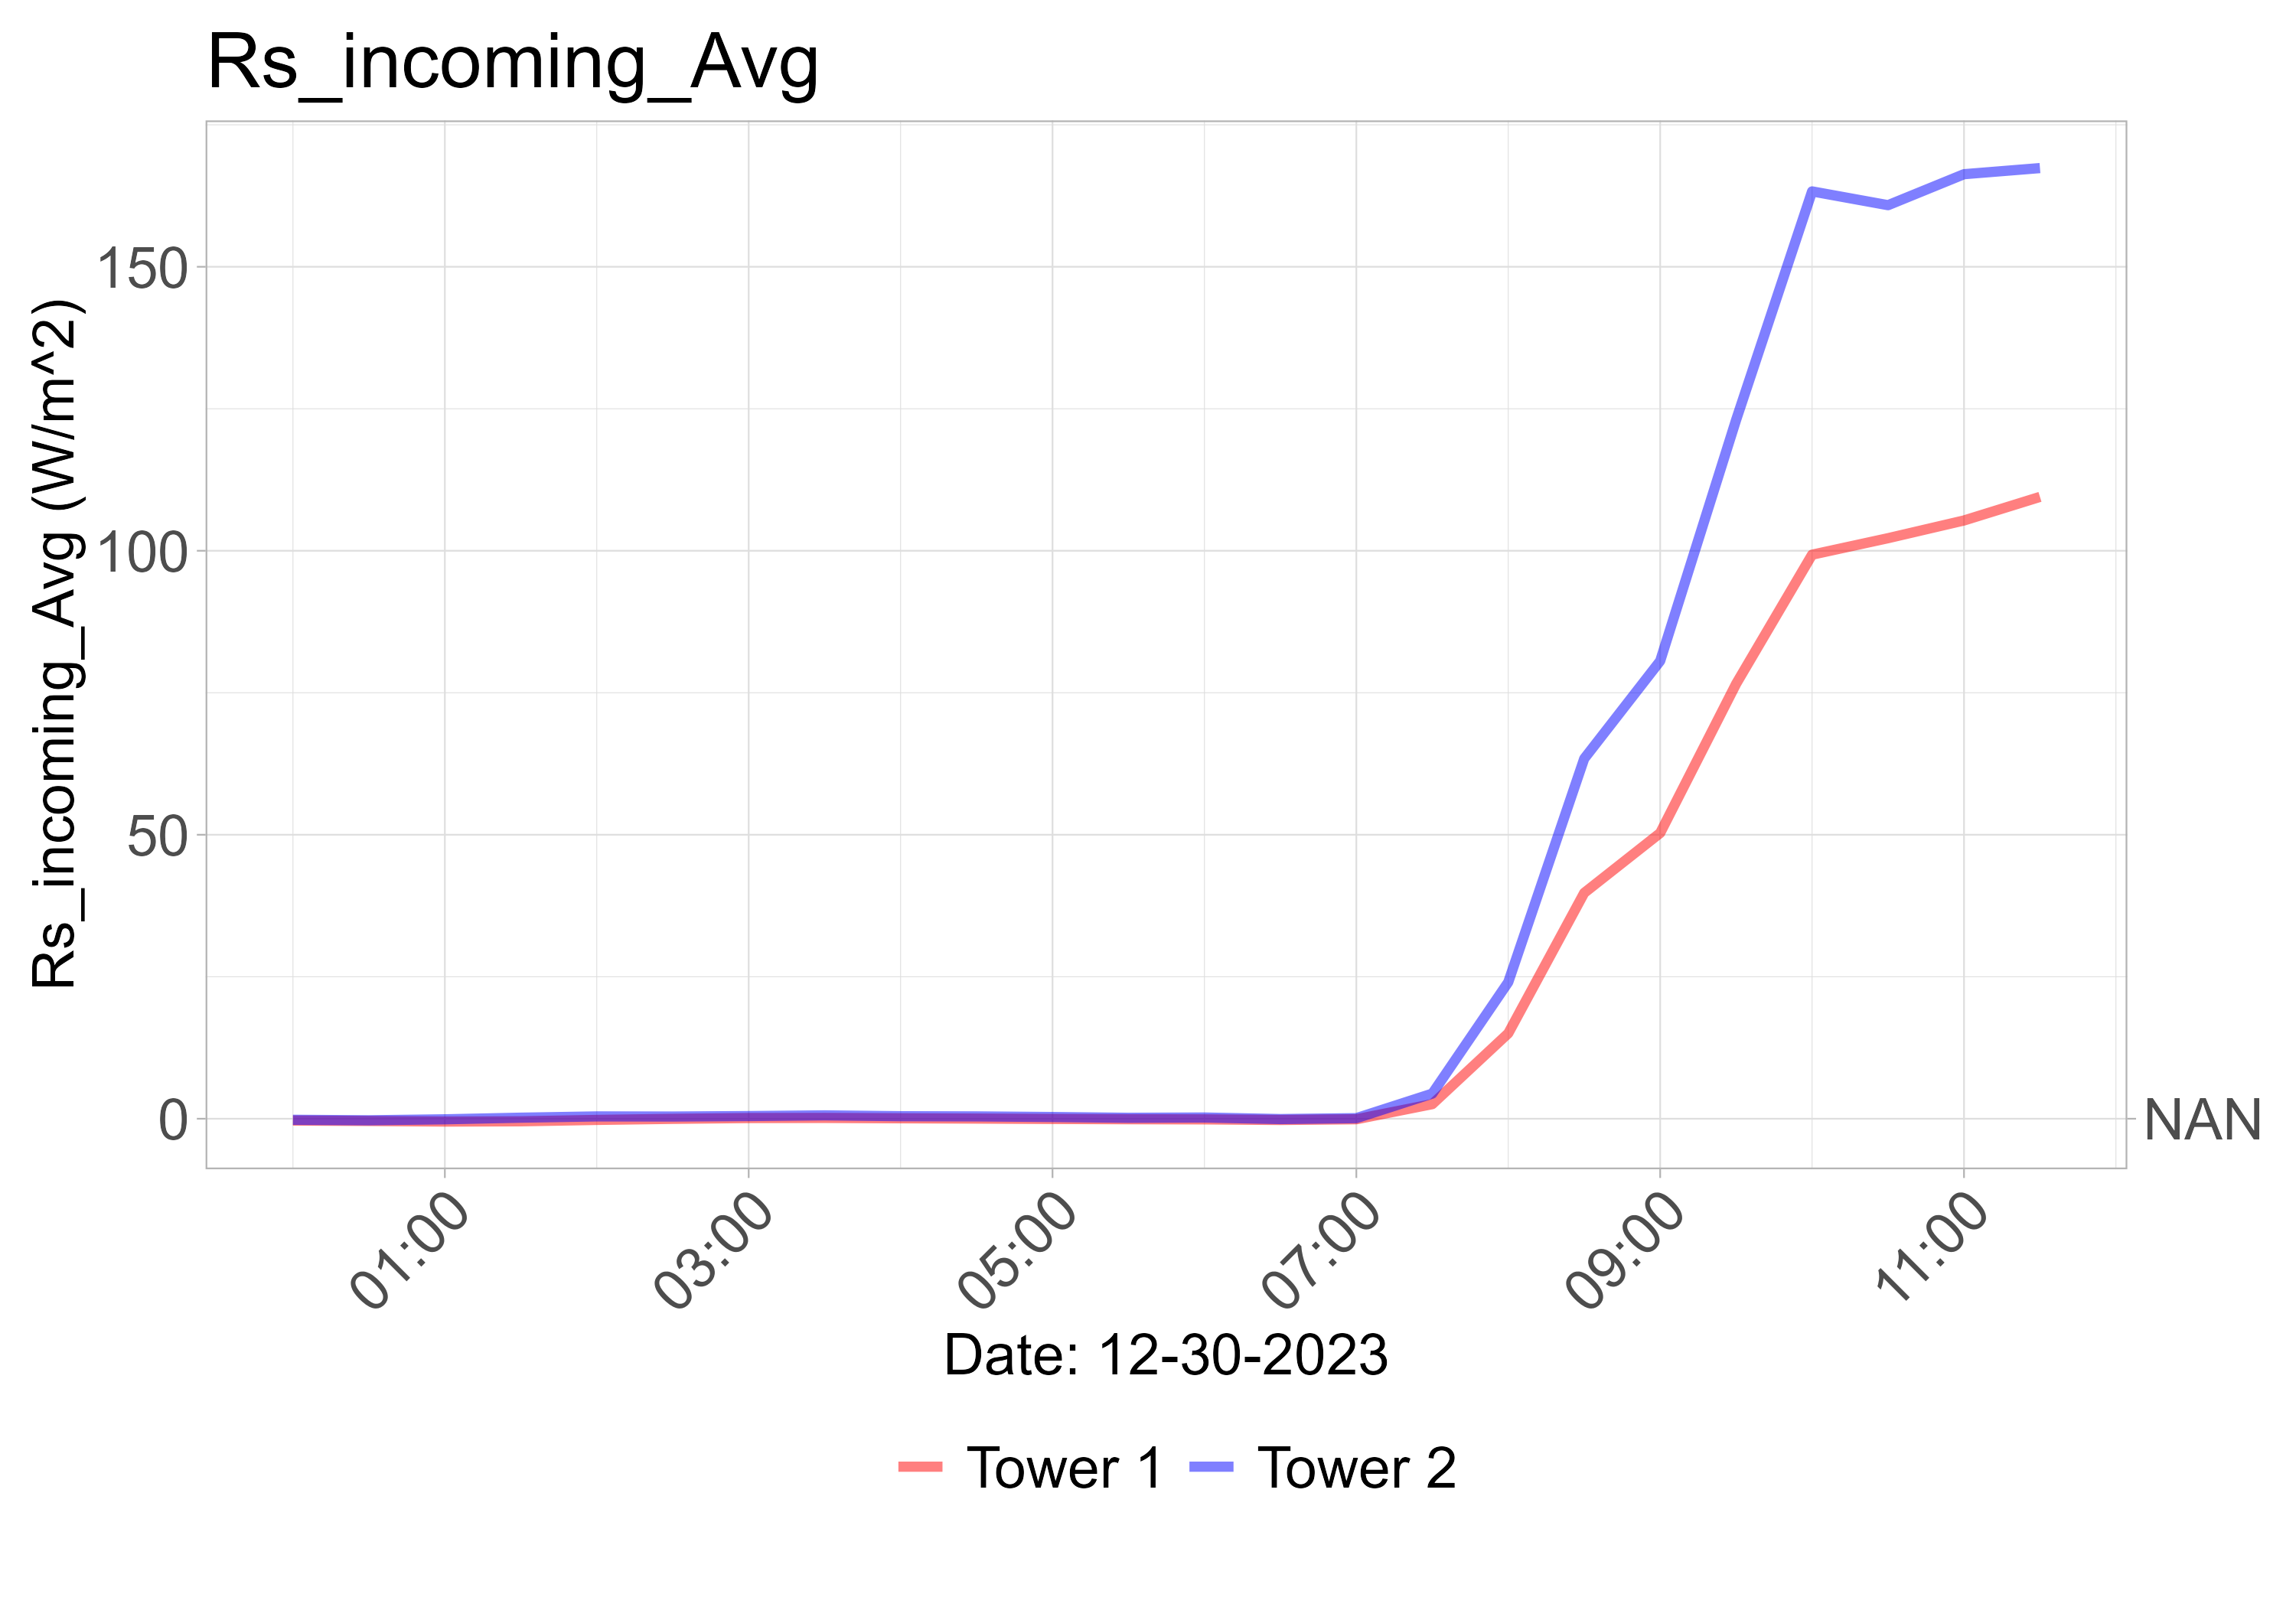 Rs_incoming_Avg
Rs_incoming_Avg (W/m^2)
150
100
50
0
NAN
01:00
03:00
05:00
07:00
09:00
11:00
Date: 12-30-2023
Tower 1
Tower 2